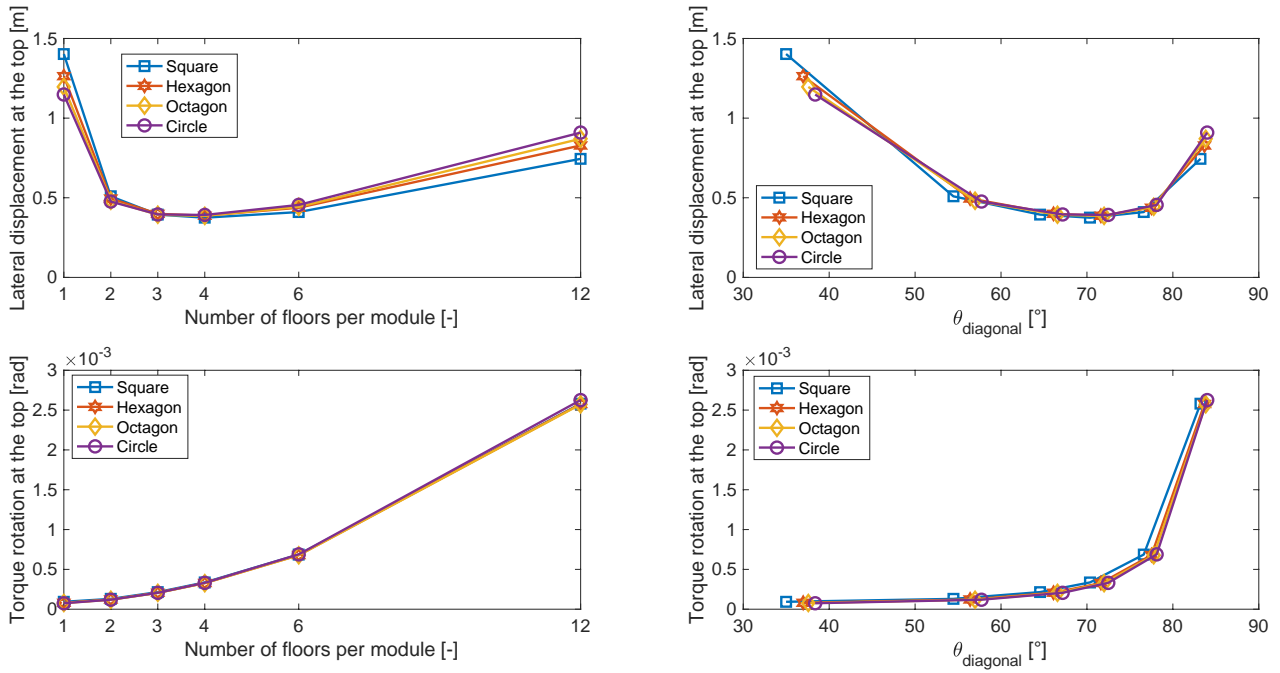 Lateral displacement at the top [m]
1.5
1
0.5
0
Square
Hexagon
Octagon
Circle
1 2 3 4 6 12
Number of floors per module [-]
Lateral displacement at the top [m]
1.5
1
0.5
0
Square
Hexagon
Octagon
Circle
30 40 50 60 70 80 90
θdiagonal [°]
Torque rotation at the top [rad]
×10-3
3
2.5
2
1.5
1
0.5
0
Square
Hexagon
Octagon
Circle
1 2 3 4 6 12
Number of floors per module [-]
Torque rotation at the top [rad]
×10-3
3
2.5
2
1.5
1
0.5
0
Square
Hexagon
Octagon
Circle
30 40 50 60 70 80 90
θdiagonal [°]